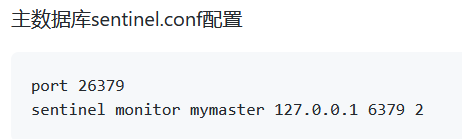 主数据库sentinel.conf配置
port 26379
sentinel monitor mymaster 127.0.0.1 6379 2